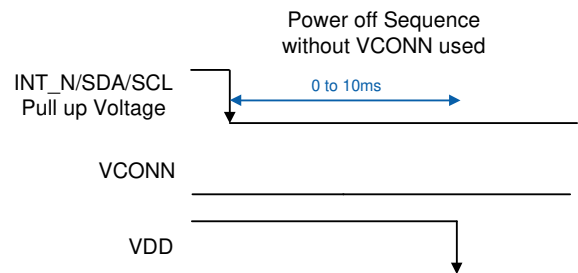 Power off Sequence
without VCONN used
INT_N/SDA/SCL
Pull up Voltage
0 to 10ms
VCONN
VDD